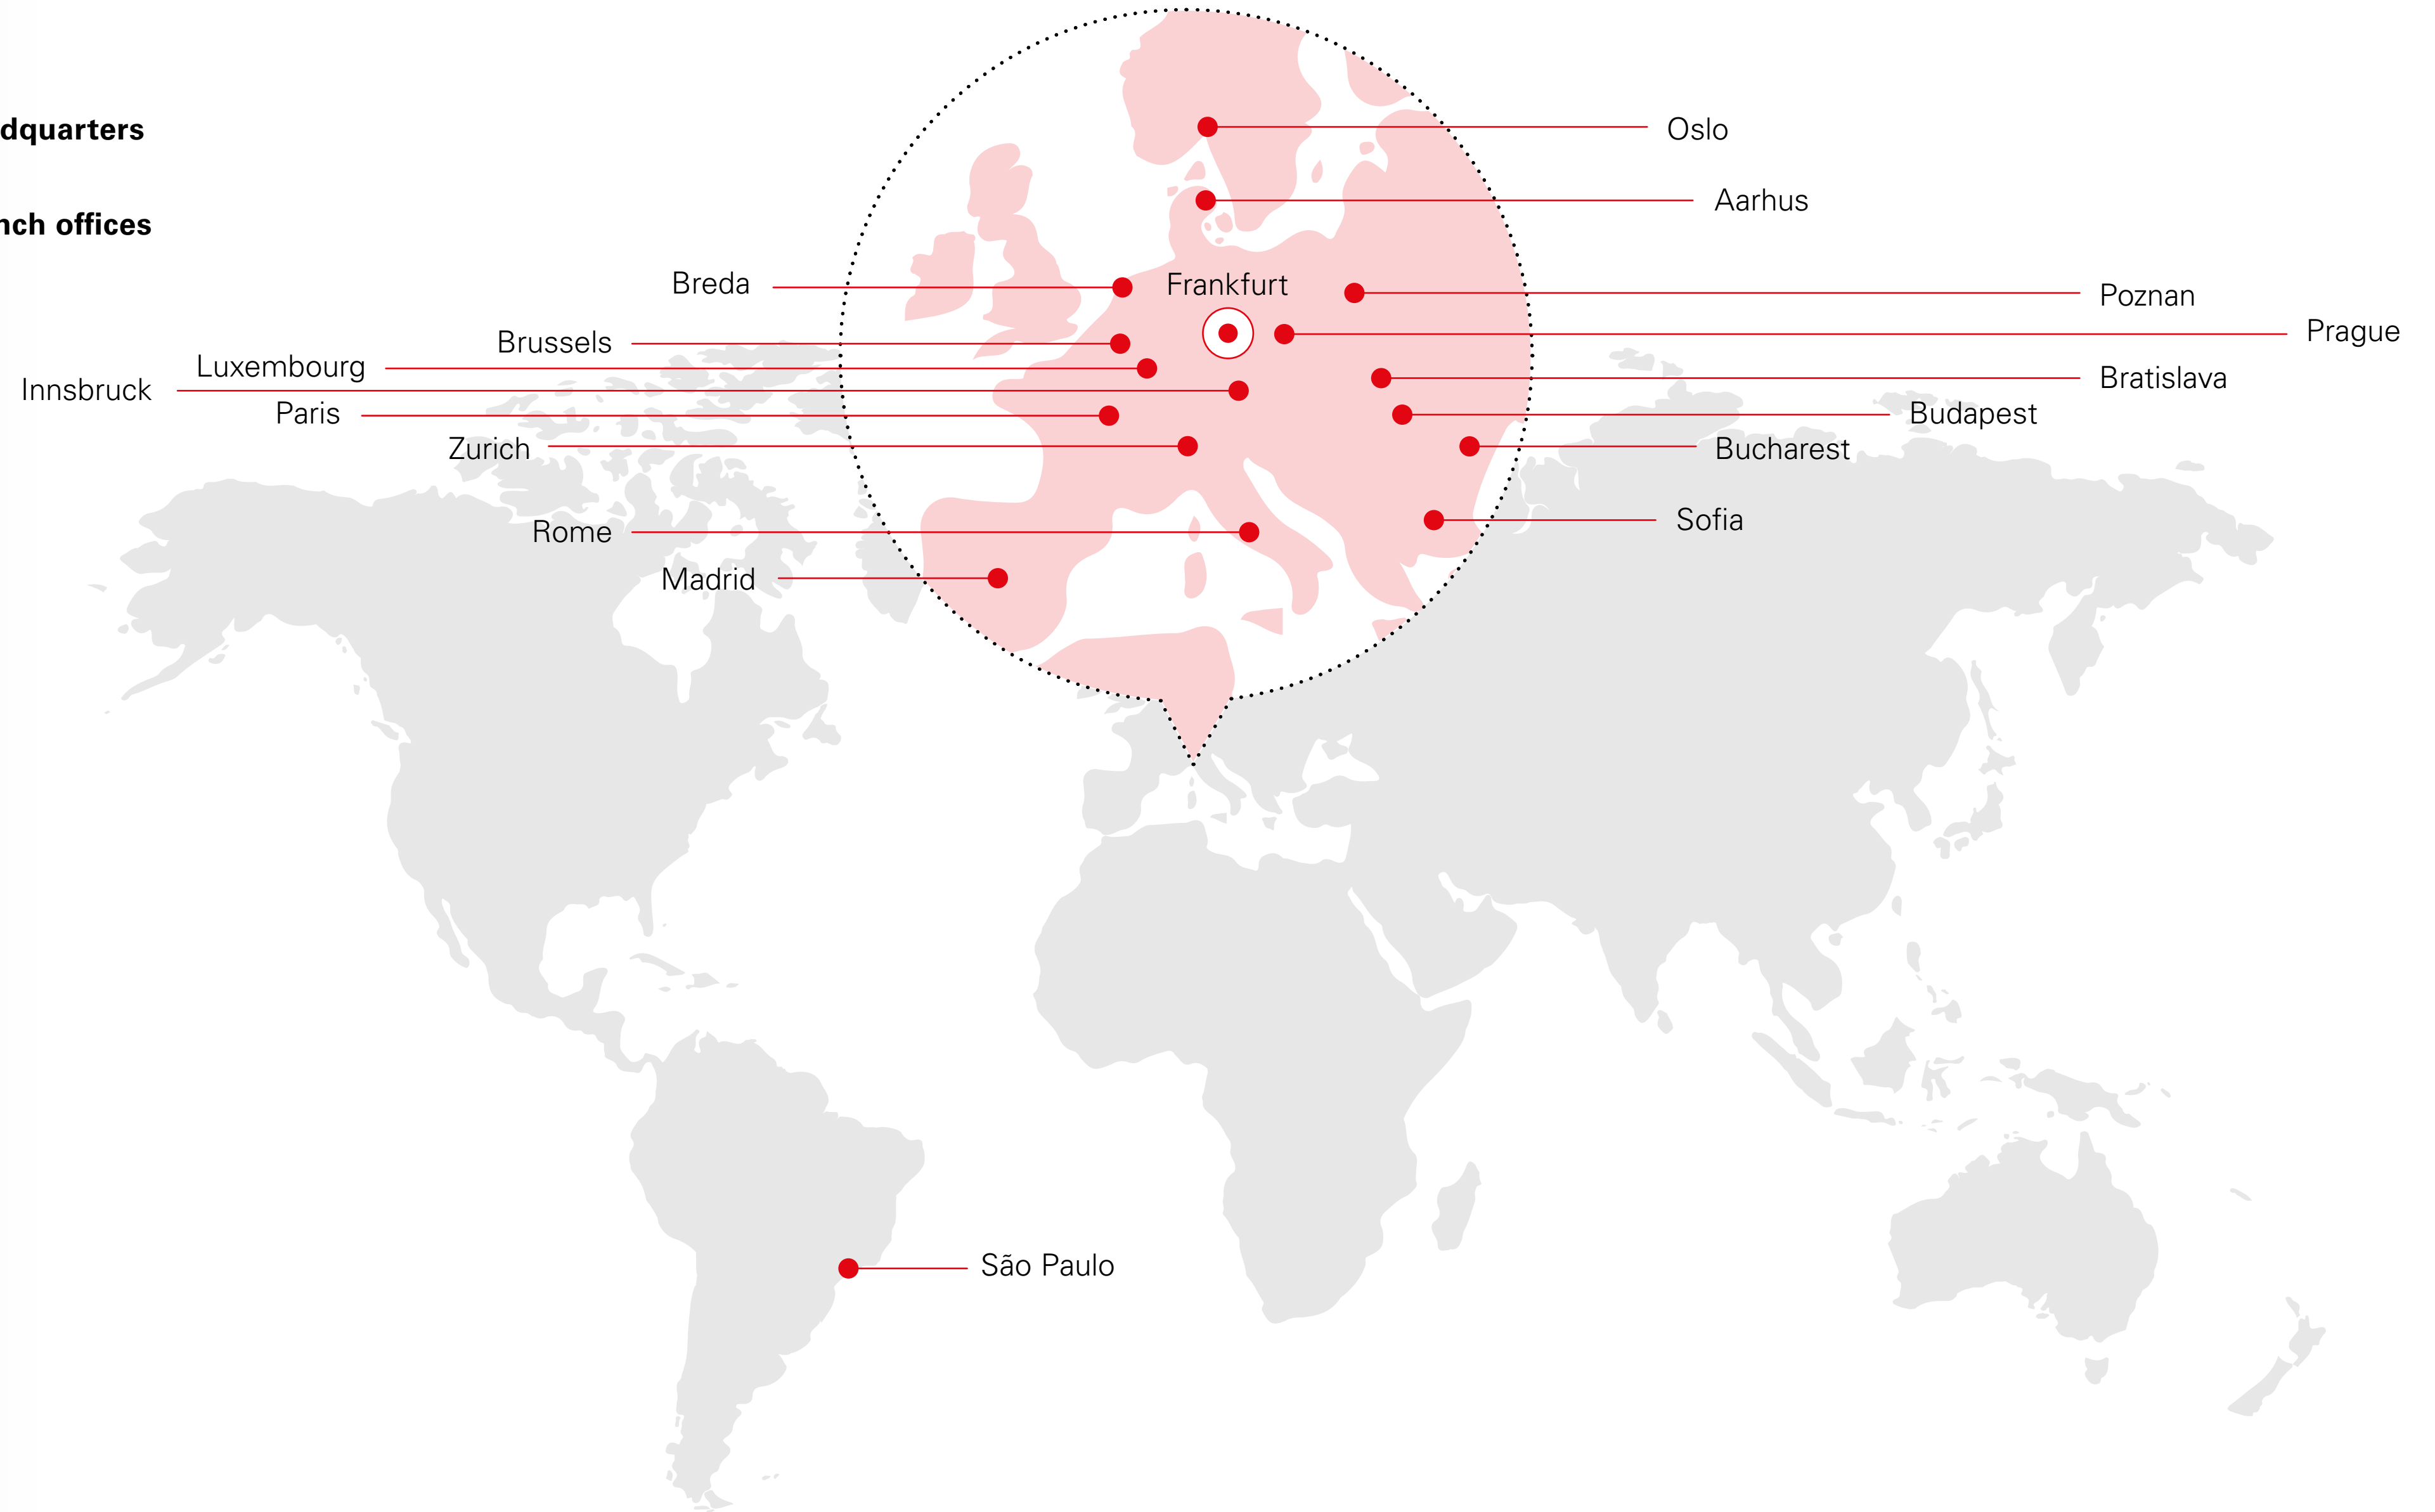 dquarters
nch offices
Oslo
Aarhus
Breda
Frankfurt
Poznan
Brussels
Prague
Luxembourg
Innsbruck
Bratislava
Paris
Budapest
Zurich
Bucharest
Rome
Sofia
Madrid
São Paulo